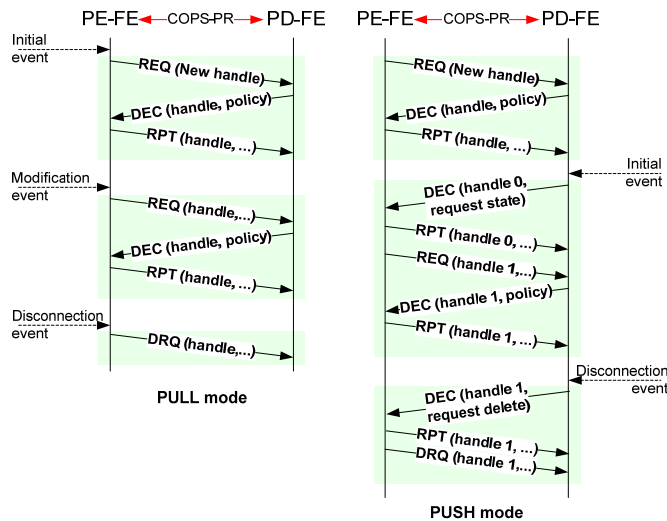 PE-FE COPS-PR PD-FE
Initial
event
REQ (New handle)
DEC (handle, policy)
RPT (handle, ...)
Modification
event
REQ (handle,...)
DEC (handle, policy)
RPT (handle, ...)
Disconnection
event
DRQ (handle,...)
PULL mode
PE-FE COPS-PR PD-FE
REQ (New handle)
DEC (handle, policy)
RPT (handle, ...)
Initial
event
DEC (handle 0,
request state)
RPT (handle 0, ...)
REQ (handle 1,...)
DEC (handle 1, policy)
RPT (handle 1, ...)
Disconnection
event
DEC (handle 1,
request delete)
RPT (handle 1, ...)
DRQ (handle 1,...)
PUSH mode